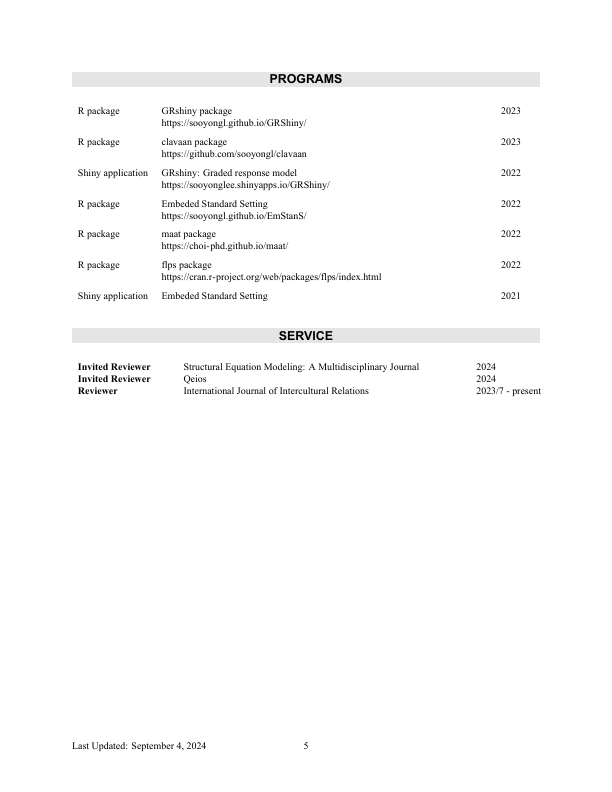 PROGRAMS
R package GRshiny package 2023
https://sooyongl.github.io/GRShiny/
R package clavaan package 2023
https://github.com/sooyongl/clavaan
Shiny application GRshiny: Graded response model 2022
https://sooyonglee.shinyapps.io/GRShiny/
R package Embeded Standard Setting 2022
https://sooyongl.github.io/EmStanS/
R package maat package 2022
https://choi-phd.github.io/maat/
R package flps package 2022
https://cran.r-project.org/web/packages/flps/index.html
Shiny application Embeded Standard Setting 2021
SERVICE
Invited Reviewer Structural Equation Modeling: A Multidisciplinary Journal 2024
Invited Reviewer Qeios 2024
Reviewer International Journal of Intercultural Relations 2023/7 - present
Last Updated: September 4, 2024 5